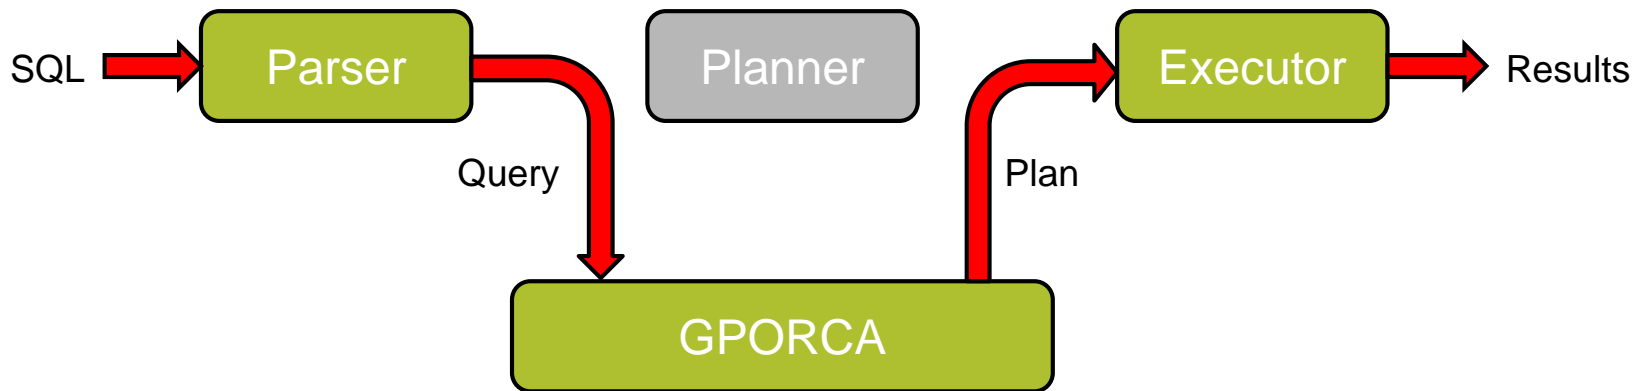 SQL
Parser
Planner
Executor
Results
Query
Plan
GPORCA